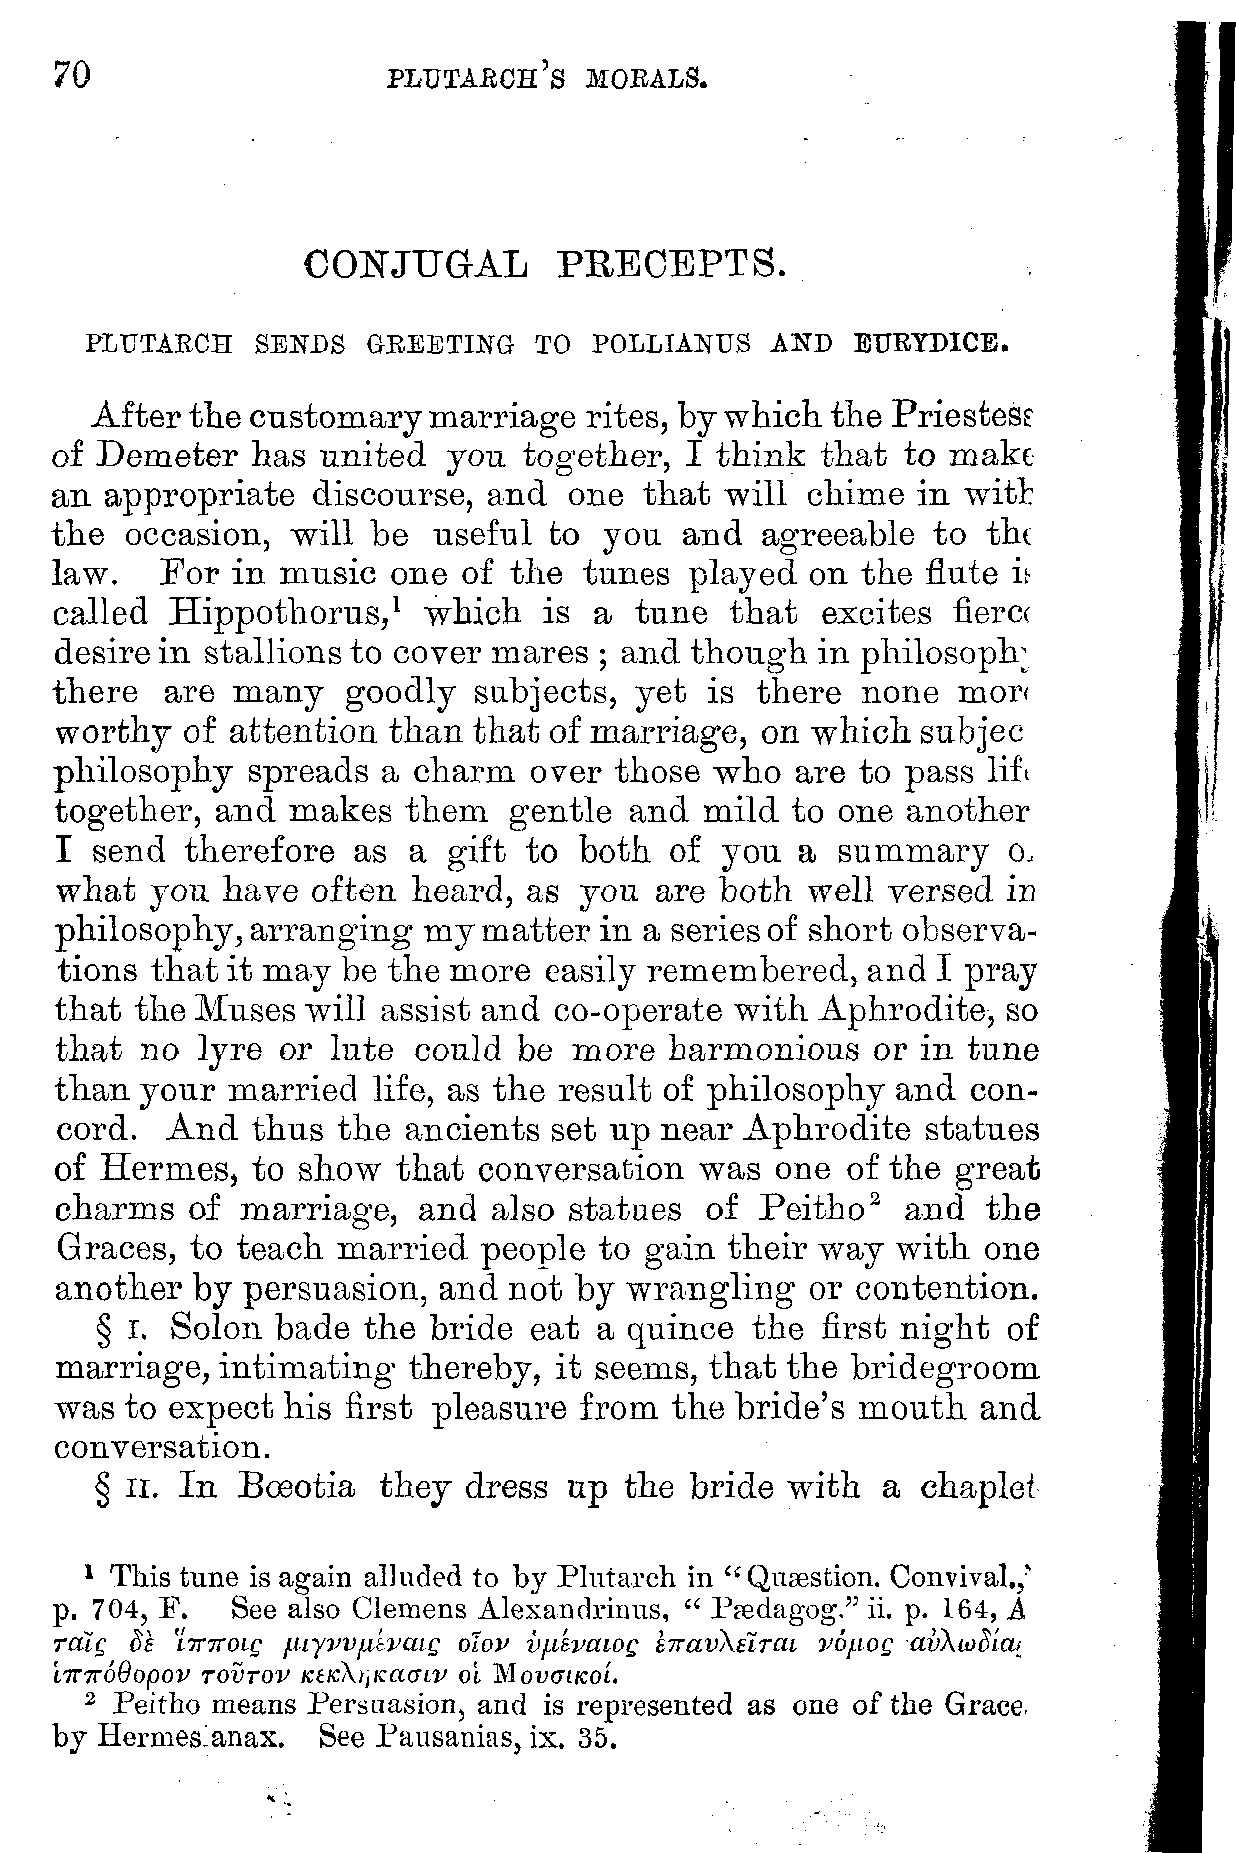 70 PLUTARCH'S MORALS.
CONJUGAL PRECEPTS.
PLUTARCH SENDS GREETING TO POLLIANUS AND EURYDICE.
After the customary marriage rites, by which the Priestess
of Demeter has united you together, I think that to make
an appropriate discourse, and one that will chime in with
the occasion, will be useful to you and agreeable to the
law. For in music one of the tunes played on the flute is
called Hippothorus,¹ which is a tune that excites fierce
desire in stallions to cover mares ; and though in philosophy
there are many goodly subjects, yet is there none more
worthy of attention than that of marriage, on which subjec
philosophy spreads a charm over those who are to pass life
together, and makes them gentle and mild to one another
I send therefore as a gift to both of you a summary o
what you have often heard, as you are both well versed in
philosophy, arranging my matter in a series of short observa-
tions that it may be the more easily remembered, and I pray
that the Muses will assist and co-operate with Aphrodite, so
that no lyre or lute could be more harmonious or in tune
than your married life, as the result of philosophy and con-
cord. And thus the ancients set up near Aphrodite statues
of Hermes, to show that conversation was one of the great
charms of marriage, and also statues of Peitho² and the
Graces, to teach married people to gain their way with one
another by persuasion, and not by wrangling or contention.
§ I. Solon bade the bride eat a quince the first night of
marriage, intimating thereby, it seems, that the bridegroom
was to expect his first pleasure from the bride's mouth and
conversation.
§ II. In Bœotia they dress up the bride with a chaplet
¹ This tune is again alluded to by Plutarch in "Quæstion. Convival.,"
p. 704, F. See also Clemens Alexandrinus, "Pædagog." ii. p. 164, A
ταῖς δὲ ἵπποις μιγνυμέναις οἷον ὑμέναιος ἐπαυλεῖται νόμος αὐλωδίας
ἱππόθορον τοῦτον κεκλήκασιν οἱ Μουσικοί.
² Peitho means Persuasion, and is represented as one of the Grace
by Hermesianax. See Pausanias, ix. 35.